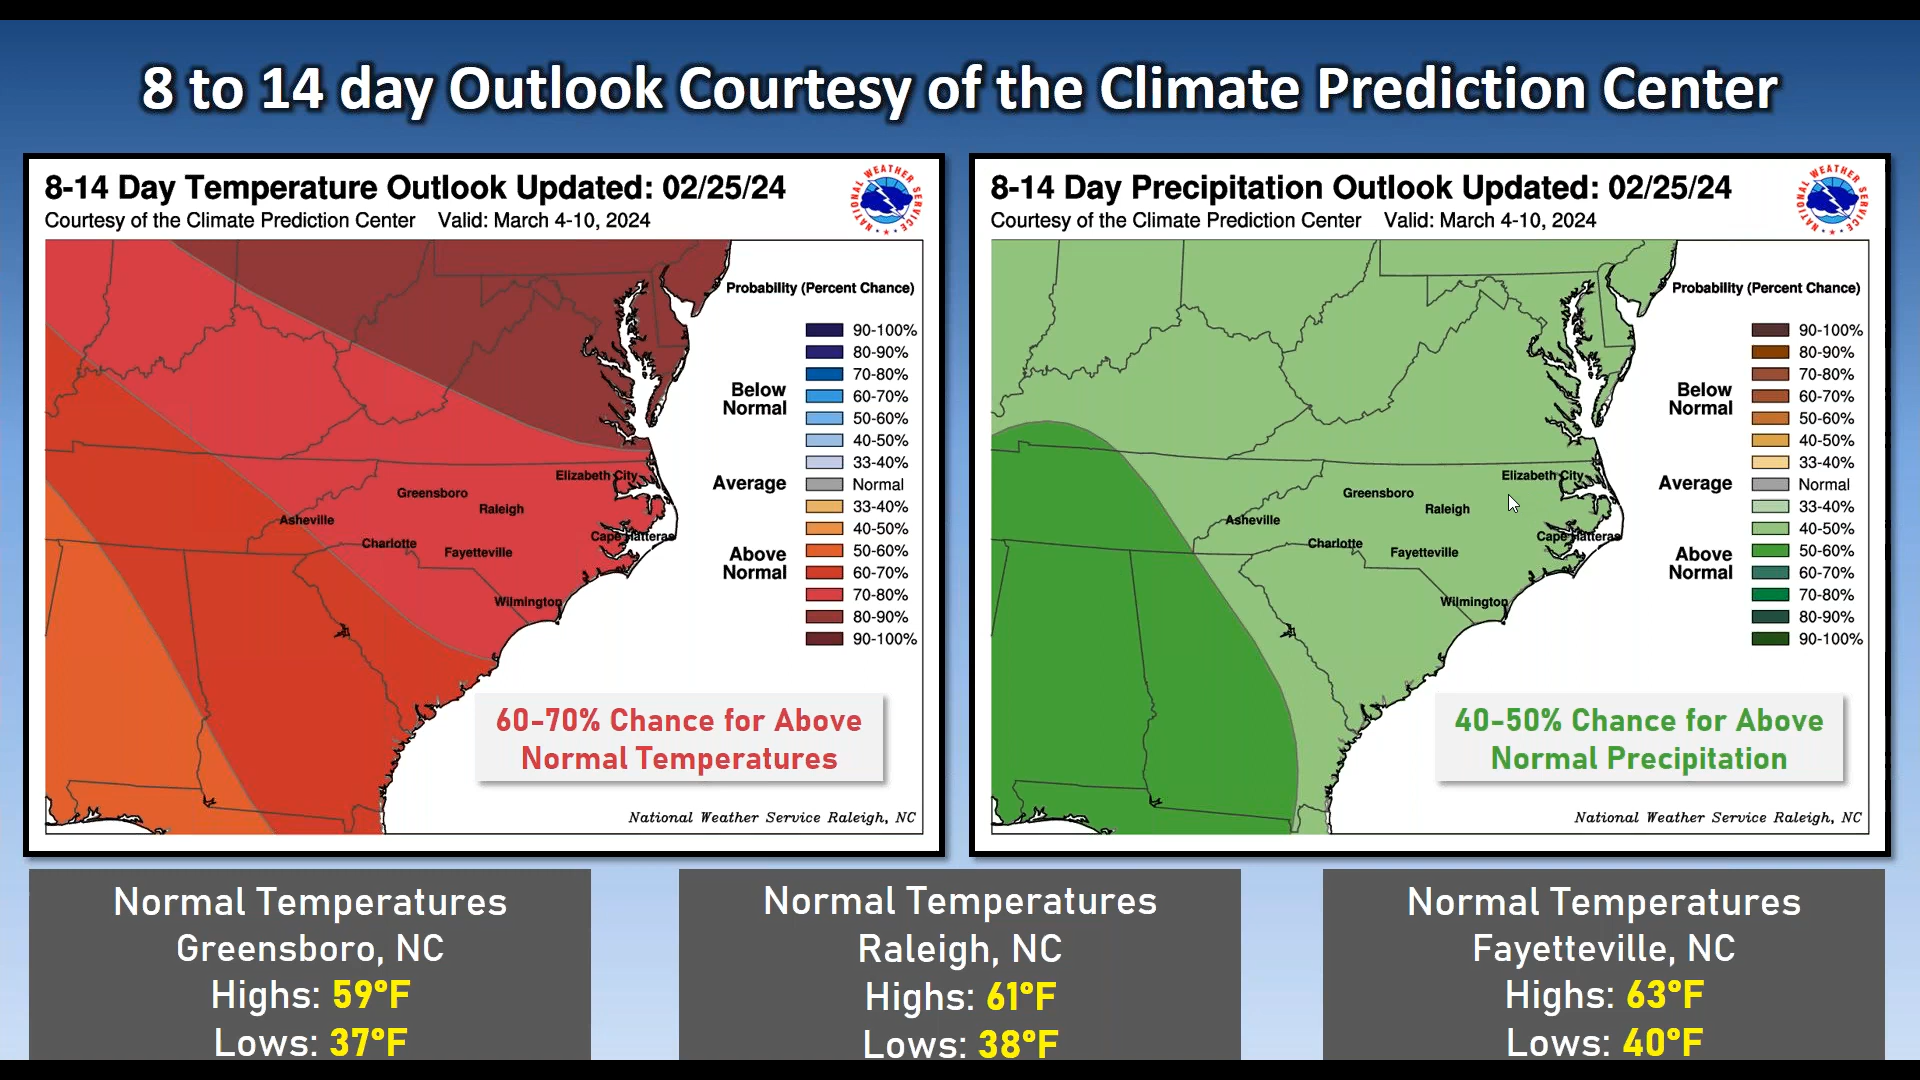 8 to 14 day Outlook Courtesy of the Climate Prediction Center
8-14 Day Temperature Outlook Updated: 02/25/24
Courtesy of the Climate Prediction Center Valid: March 4-10, 2024
NATIONAL WEATHER SERVICE
Probability (Percent Chance)
Below
Normal
Average
Above
Normal
90-100%
80-90%
70-80%
60-70%
50-60%
40-50%
33-40%
Normal
33-40%
40-50%
50-60%
60-70%
70-80%
80-90%
90-100%
Elizabeth City
Greensboro
Raleigh
Asheville
Cape Hatteras
Charlotte
Fayetteville
Wilmington
60-70% Chance for Above
Normal Temperatures
National Weather Service Raleigh, NC
8-14 Day Precipitation Outlook Updated: 02/25/24
Courtesy of the Climate Prediction Center Valid: March 4-10, 2024
NATIONAL WEATHER SERVICE
Probability (Percent Chance)
Below
Normal
Average
Above
Normal
90-100%
80-90%
70-80%
60-70%
50-60%
40-50%
33-40%
Normal
33-40%
40-50%
50-60%
60-70%
70-80%
80-90%
90-100%
Elizabeth City
Greensboro
Raleigh
Asheville
Cape Hatteras
Charlotte
Fayetteville
Wilmington
40-50% Chance for Above
Normal Precipitation
National Weather Service Raleigh, NC
Normal Temperatures
Greensboro, NC
Highs: 59°F
Lows: 37°F
Normal Temperatures
Raleigh, NC
Highs: 61°F
Lows: 38°F
Normal Temperatures
Fayetteville, NC
Highs: 63°F
Lows: 40°F